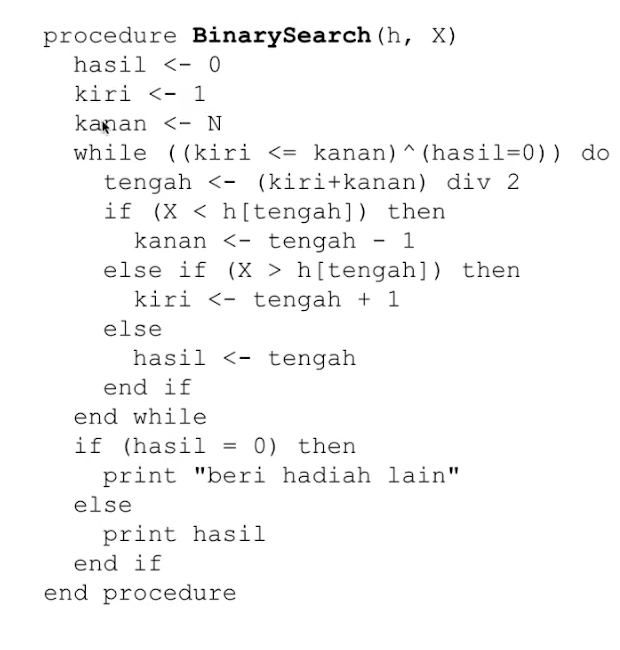 procedure BinarySearch(h, X)
hasil <- 0
kiri <- 1
kanan <- N
while ((kiri <= kanan)^(hasil=0)) do
tengah <- (kiri+kanan) div 2
if (X < h[tengah]) then
kanan <- tengah - 1
else if (X > h[tengah]) then
kiri <- tengah + 1
else
hasil <- tengah
end if
end while
if (hasil = 0) then
print "beri hadiah lain"
else
print hasil
end if
end procedure